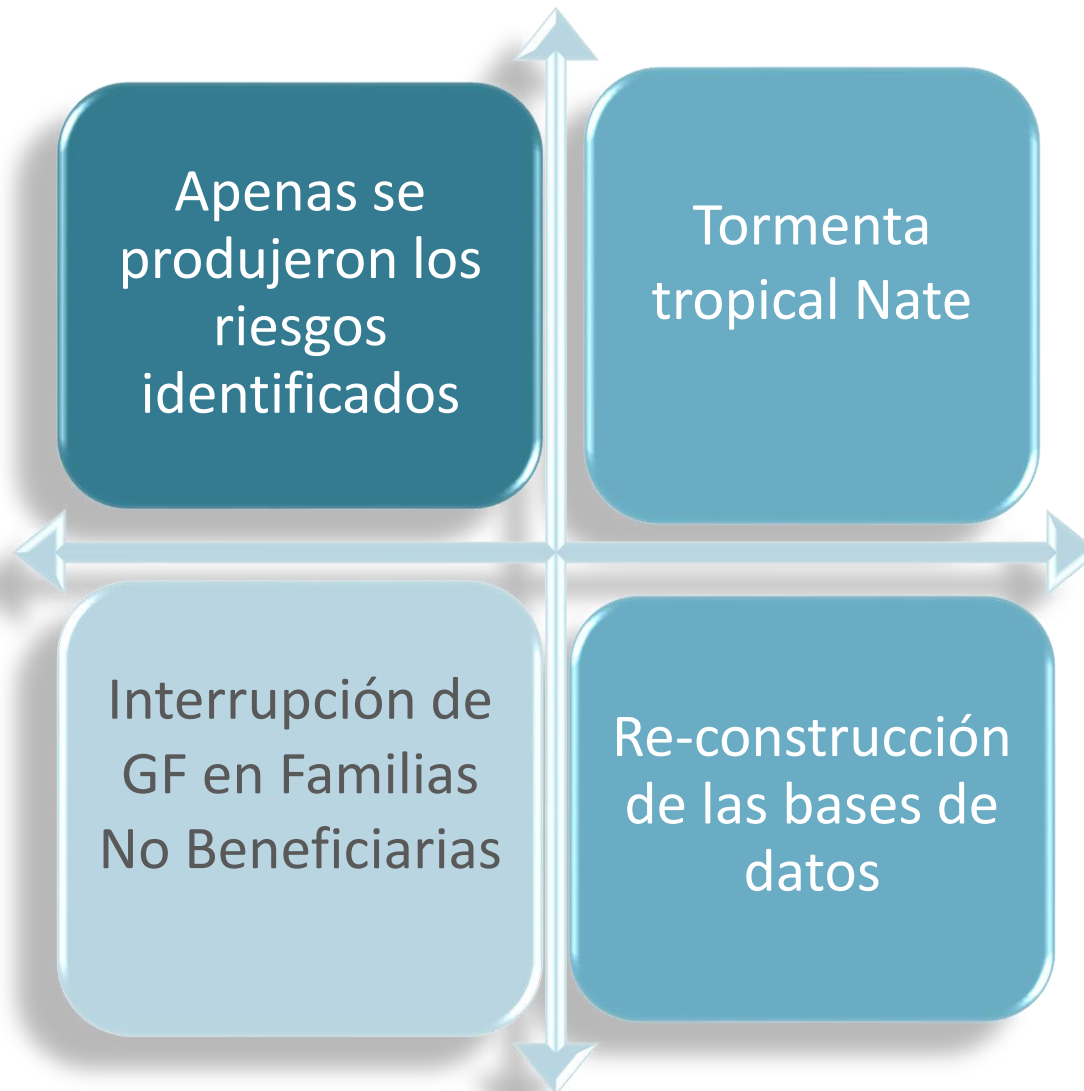 Apenas se
produjeron los
riesgos
identificados
Tormenta
tropical Nate
Interrupción de
GF en Familias
No Beneficiarias
Re-construcción
de las bases de
datos